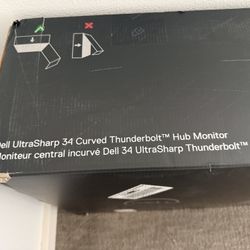 Dell UltraSharp 34 Curved Thunderbolt™ Hub Monitor
Moniteur central incurvé Dell 34 UltraSharp Thunderbolt™